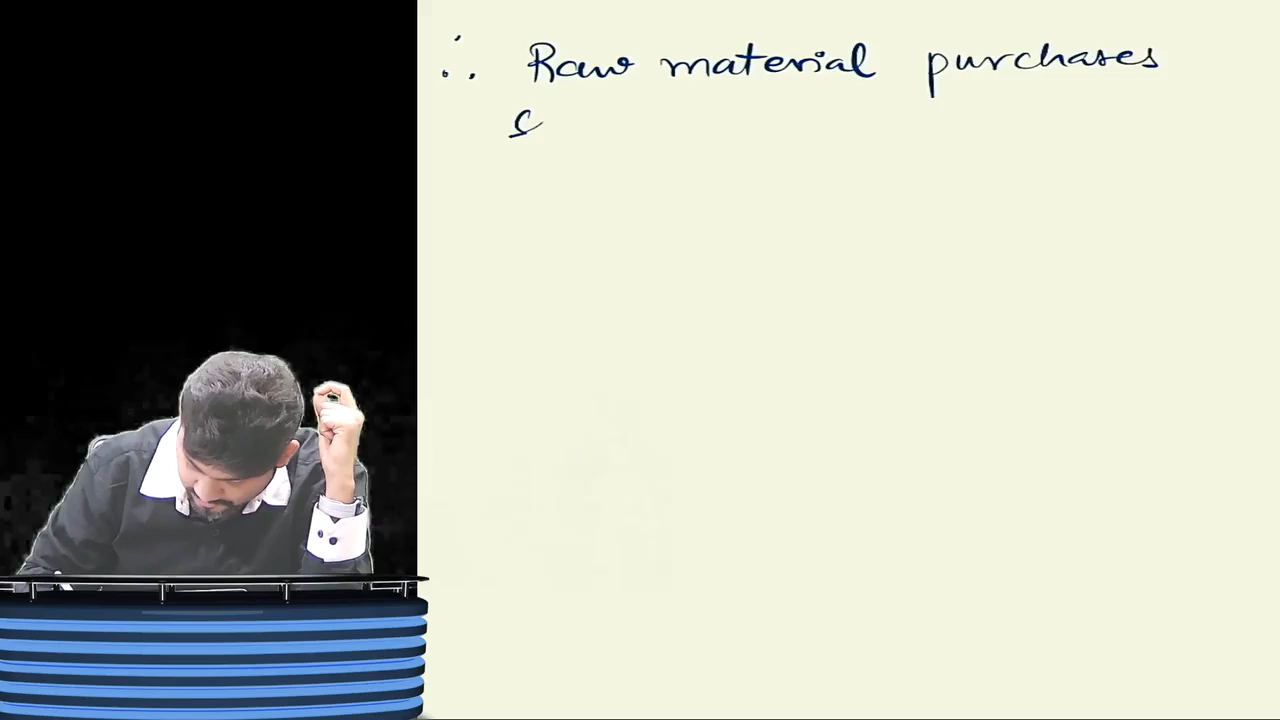 ∴ Raw material purchases